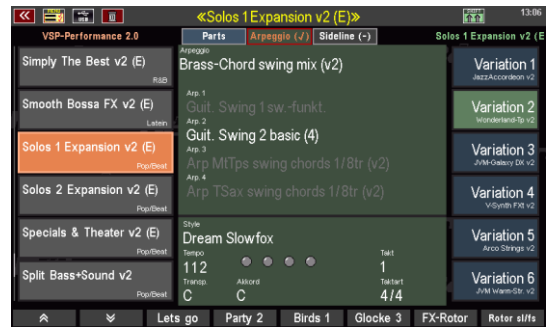 «Solos 1 Expansion v2 (E)»
13:06
VSP-Performance 2.0
Parts
Arpeggio (√)
Sideline (-)
Solos 1 Expansion v2 (E
Simply The Best v2 (E)
R&B
Smooth Bossa FX v2 (E)
Latein
Solos 1 Expansion v2 (E)
Pop/Beat
Solos 2 Expansion v2 (E)
Pop/Beat
Specials & Theater v2 (E)
Pop/Beat
Split Bass+Sound v2
Pop/Beat
Arpeggio
Brass-Chord swing mix (v2)
Arp. 1
Guit. Swing 1 sw.-funkt.
Arp. 2
Guit. Swing 2 basic (4)
Arp. 3
Arp MtTps swing chords 1/8tr (v2)
Arp. 4
Arp TSax swing chords 1/8tr (v2)
Style
Dream Slowfox
Tempo
Takt
112
1
Transp.
Akkord
Taktart
C
C
4/4
Variation 1
JazzAccordeon v2
Variation 2
Wonderland-Tp v2
Variation 3
JVM-Galaxy DX v2
Variation 4
V-Synth FXt v2
Variation 5
Arco Strings v2
Variation 6
JVM Warm-Str. v2
Lets go
Party 2
Birds 1
Glocke 3
FX-Rotor
Rotor sl/fs